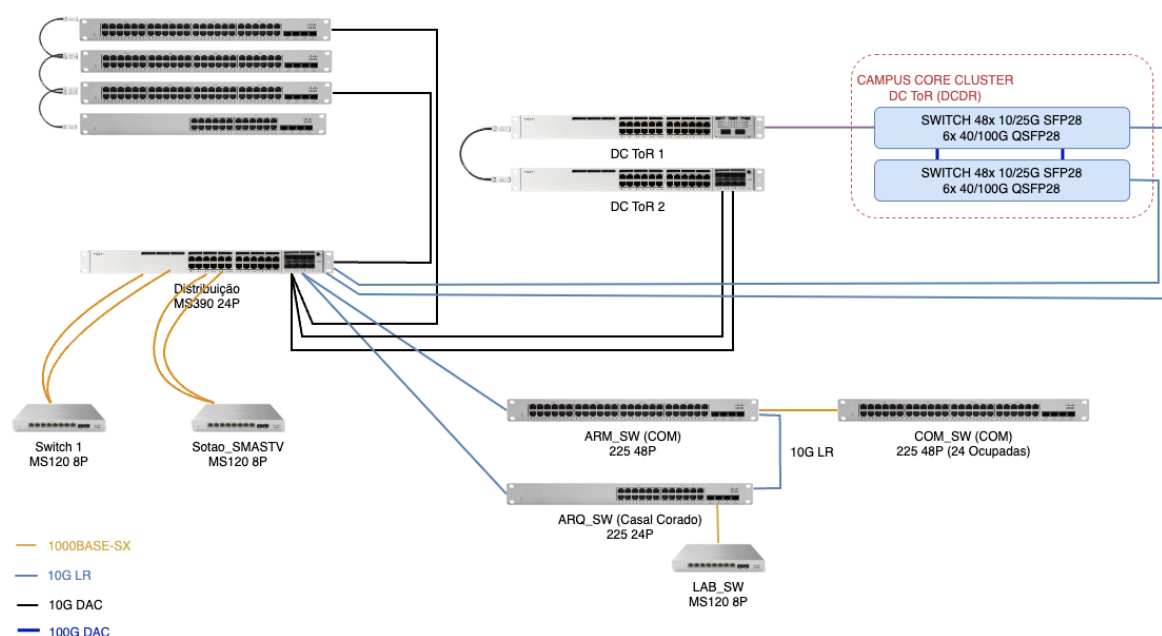 CAMPUS CORE CLUSTER
DC ToR (DCDR)
SWITCH 48x 10/25G SFP28
6x 40/100G QSFP28
SWITCH 48x 10/25G SFP28
6x 40/100G QSFP28
DC ToR 1
DC ToR 2
Distribuição
MS390 24P
Switch 1
MS120 8P
Sotao_SMASTV
MS120 8P
ARM_SW (COM)
225 48P
COM_SW (COM)
225 48P (24 Ocupadas)
10G LR
ARQ_SW (Casal Corado)
225 24P
LAB_SW
MS120 8P
1000BASE-SX
10G LR
10G DAC
100G DAC